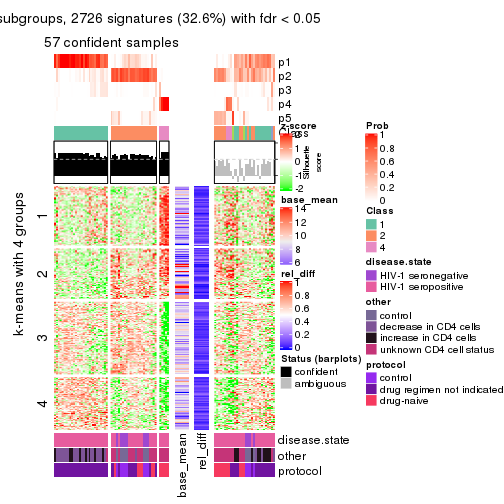 subgroups, 2726 signatures (32.6%) with fdr < 0.05
57 confident samples
p1
p2
p3
p4
p5
Class
z-score
2
1
0
-1
-2
Silhouette
score
k-means with 4 groups
1
2
3
4
base_mean
14
12
10
8
6
rel_diff
1
0.8
0.6
0.4
0.2
0
Status (barplots)
confident
ambiguous
Prob
1
0.8
0.6
0.4
0.2
0
Class
1
2
4
disease.state
HIV-1 seronegative
HIV-1 seropositive
other
control
decrease in CD4 cells
increase in CD4 cells
unknown CD4 cell status
protocol
control
drug regimen not indicated
drug-naive
disease.state
other
protocol
base_mean
rel_diff